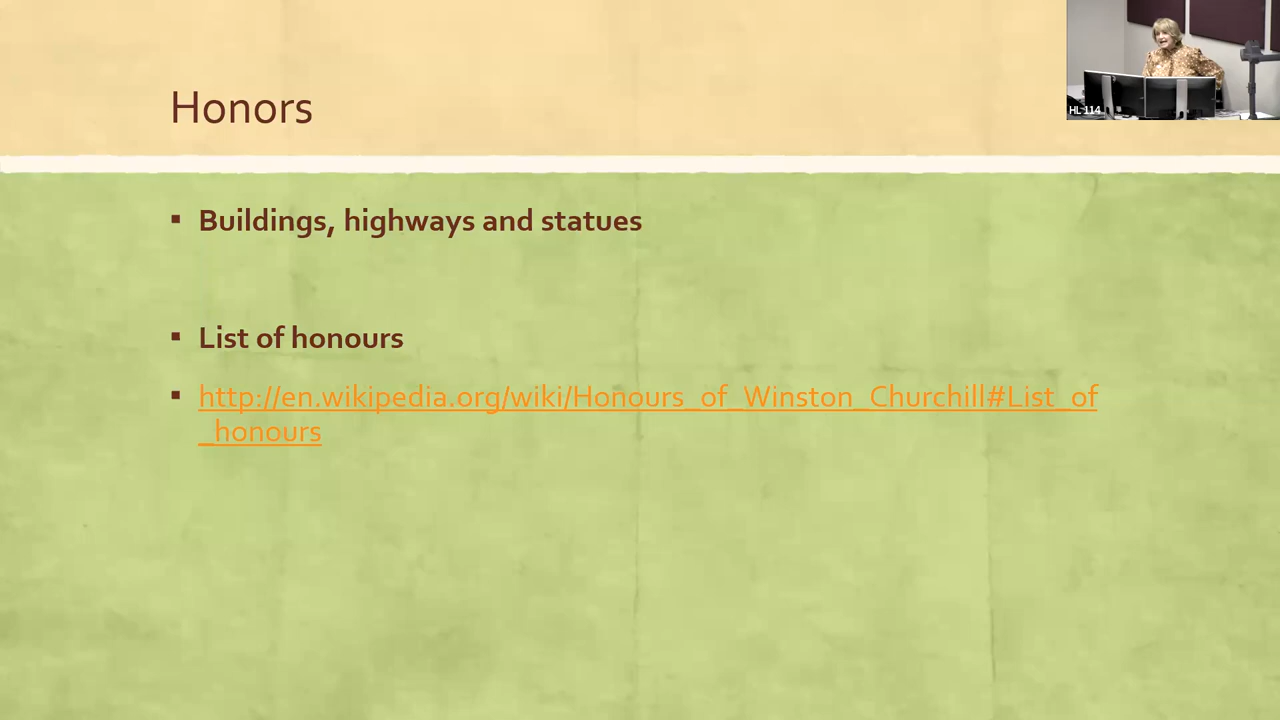 Honors
HL 114
Buildings, highways and statues
List of honours
http://en.wikipedia.org/wiki/Honours_of_Winston_Churchill#List_of
_honours